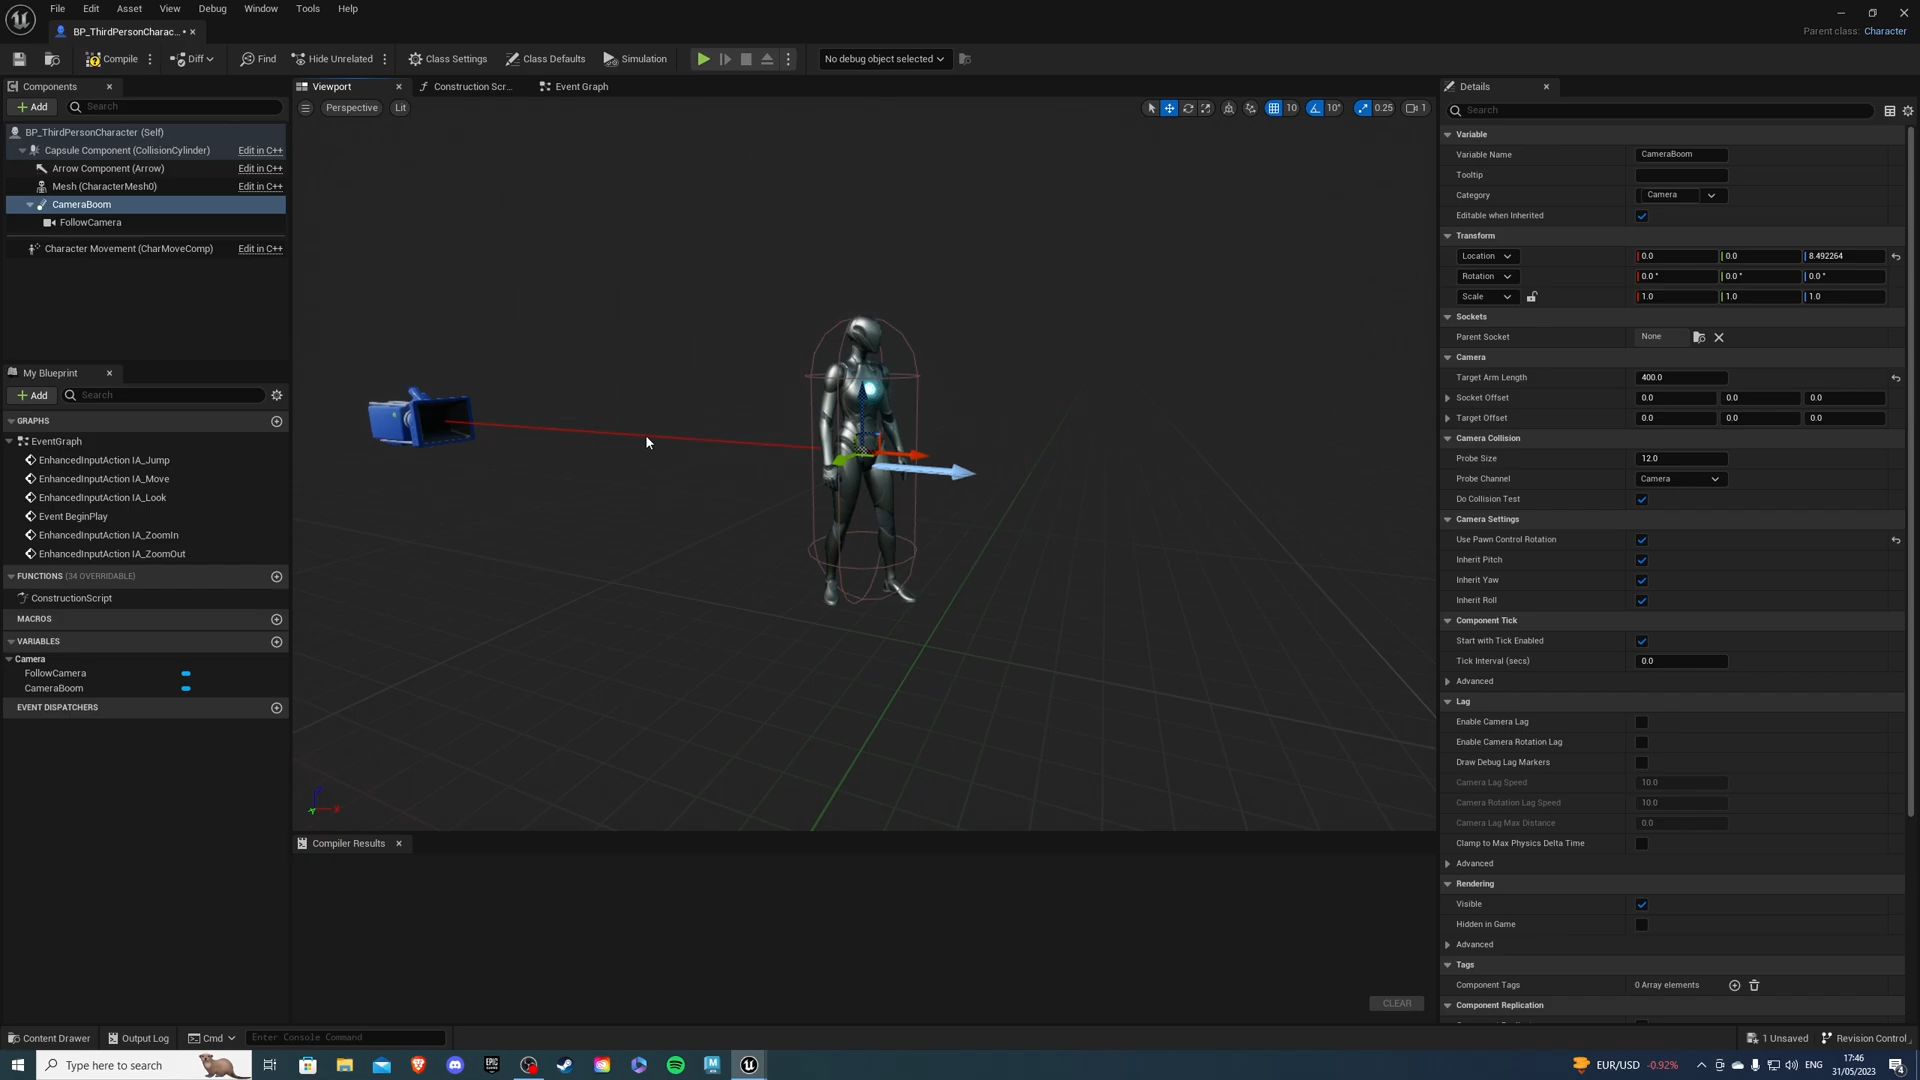 File Edit Asset View Window Debug Window Tools Help
BP_ThirdPersonCharac... •
Parent class: Character
Compile Diff Find Hide Unrelated Class Settings Class Defaults Simulation No debug object selected
Components
Add Search
BP_ThirdPersonCharacter (Self)
Capsule Component (CollisionCylinder) Edit in C++
Arrow Component (Arrow) Edit in C++
Mesh (CharacterMesh0) Edit in C++
CameraBoom
FollowCamera
Character Movement (CharMoveComp) Edit in C++
My Blueprint
Add Search
GRAPHS
EventGraph
EnhancedInputAction IA_Jump
EnhancedInputAction IA_Move
EnhancedInputAction IA_Look
Event BeginPlay
EnhancedInputAction IA_ZoomIn
EnhancedInputAction IA_ZoomOut
FUNCTIONS (34 OVERRIDABLE)
ConstructionScript
MACROS
VARIABLES
Camera
FollowCamera
CameraBoom
EVENT DISPATCHERS
Viewport Construction Scr... Event Graph
Perspective Lit 10 10° 0.25 1
Compiler Results
CLEAR
Details
Search
Variable
Variable Name CameraBoom
Tooltip
Category Camera
Editable when Inherited
Transform
Location 0.0 0.0 8.492264
Rotation 0.0 ° 0.0 ° 0.0 °
Scale 1.0 1.0 1.0
Sockets
Parent Socket None
Camera
Target Arm Length 400.0
Socket Offset 0.0 0.0 0.0
Target Offset 0.0 0.0 0.0
Camera Collision
Probe Size 12.0
Probe Channel Camera
Do Collision Test
Camera Settings
Use Pawn Control Rotation
Inherit Pitch
Inherit Yaw
Inherit Roll
Component Tick
Start with Tick Enabled
Tick Interval (secs) 0.0
Advanced
Lag
Enable Camera Lag
Enable Camera Rotation Lag
Draw Debug Lag Markers
Camera Lag Speed 10.0
Camera Rotation Lag Speed 10.0
Camera Lag Max Distance 0.0
Clamp to Max Physics Delta Time
Advanced
Rendering
Visible
Hidden in Game
Advanced
Tags
Component Tags 0 Array elements
Component Replication
Content Drawer Output Log Cmd Enter Console Command 1 Unsaved Revision Control
Type here to search EPIC EUR/USD -0.92% ENG 17:46
31/05/2023